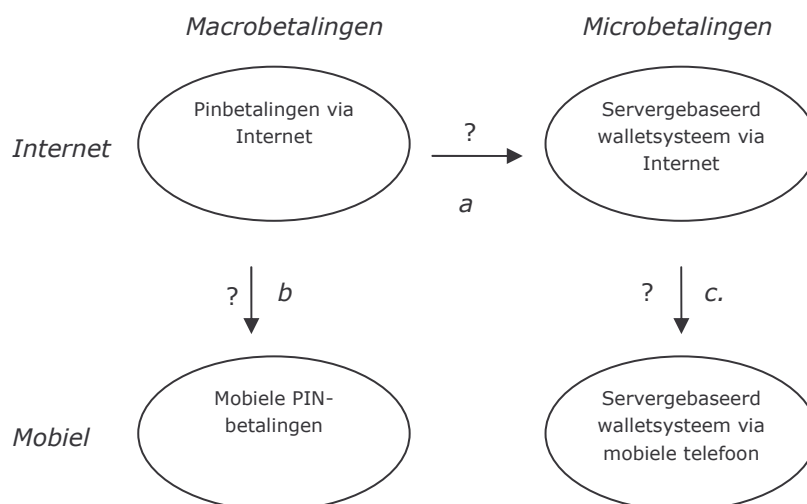 Macrobetalingen
Microbetalingen
Internet
Pinbetalingen via
Internet
?
a
Servergebaseerd
walletsysteem via
Internet
?
b
?
c.
Mobiel
Mobiele PIN-
betalingen
Servergebaseerd
walletsysteem via
mobiele telefoon